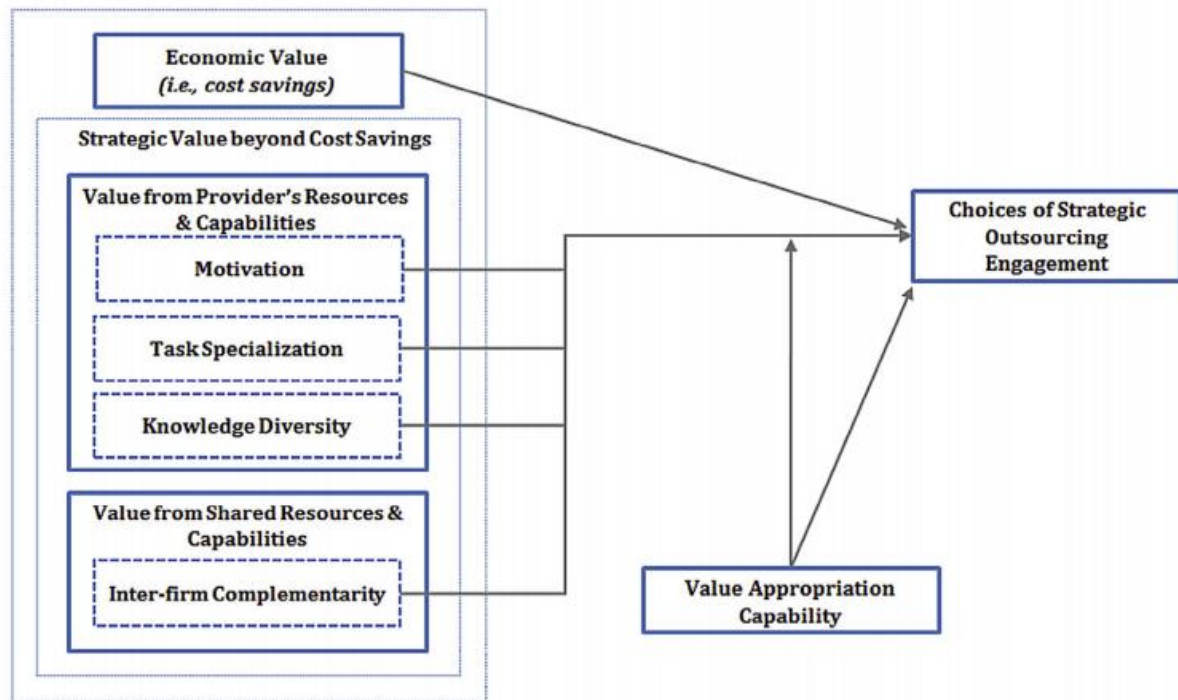 Economic Value
(i.e., cost savings)
Strategic Value beyond Cost Savings
Value from Provider's Resources
& Capabilities
Motivation
Task Specialization
Knowledge Diversity
Value from Shared Resources &
Capabilities
Inter-firm Complementarity
Choices of Strategic
Outsourcing
Engagement
Value Appropriation
Capability